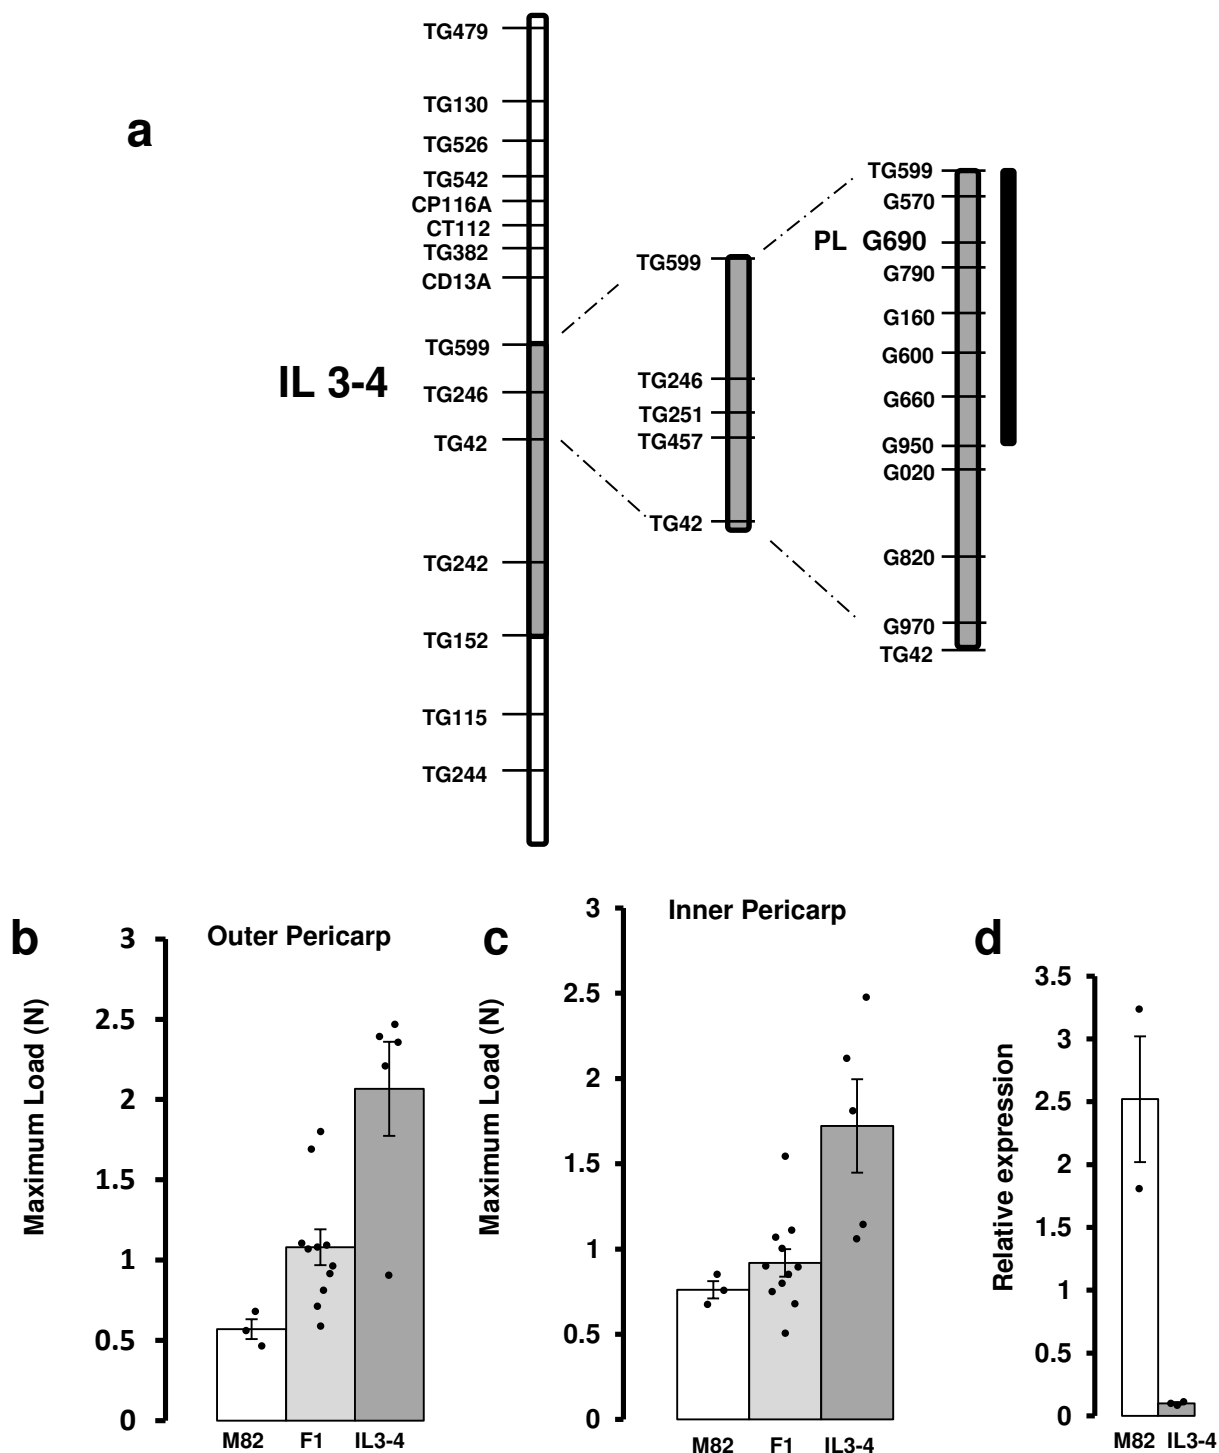 a
TG479
TG130
TG526
TG542
CP116A
CT112
TG382
CD13A
TG599
IL 3-4
TG246
TG42
TG242
TG152
TG115
TG244
TG599
TG246
TG251
TG457
TG42
TG599
G570
PL G690
G790
G160
G600
G660
G950
G020
G820
G970
TG42
b
Outer Pericarp
Maximum Load (N)
3
2.5
2
1.5
1
0.5
0
M82 F1 IL3-4
c
Inner Pericarp
Maximum Load (N)
3
2.5
2
1.5
1
0.5
0
M82 F1 IL3-4
d
Relative expression
3.5
3
2.5
2
1.5
1
0.5
0
M82 IL3-4